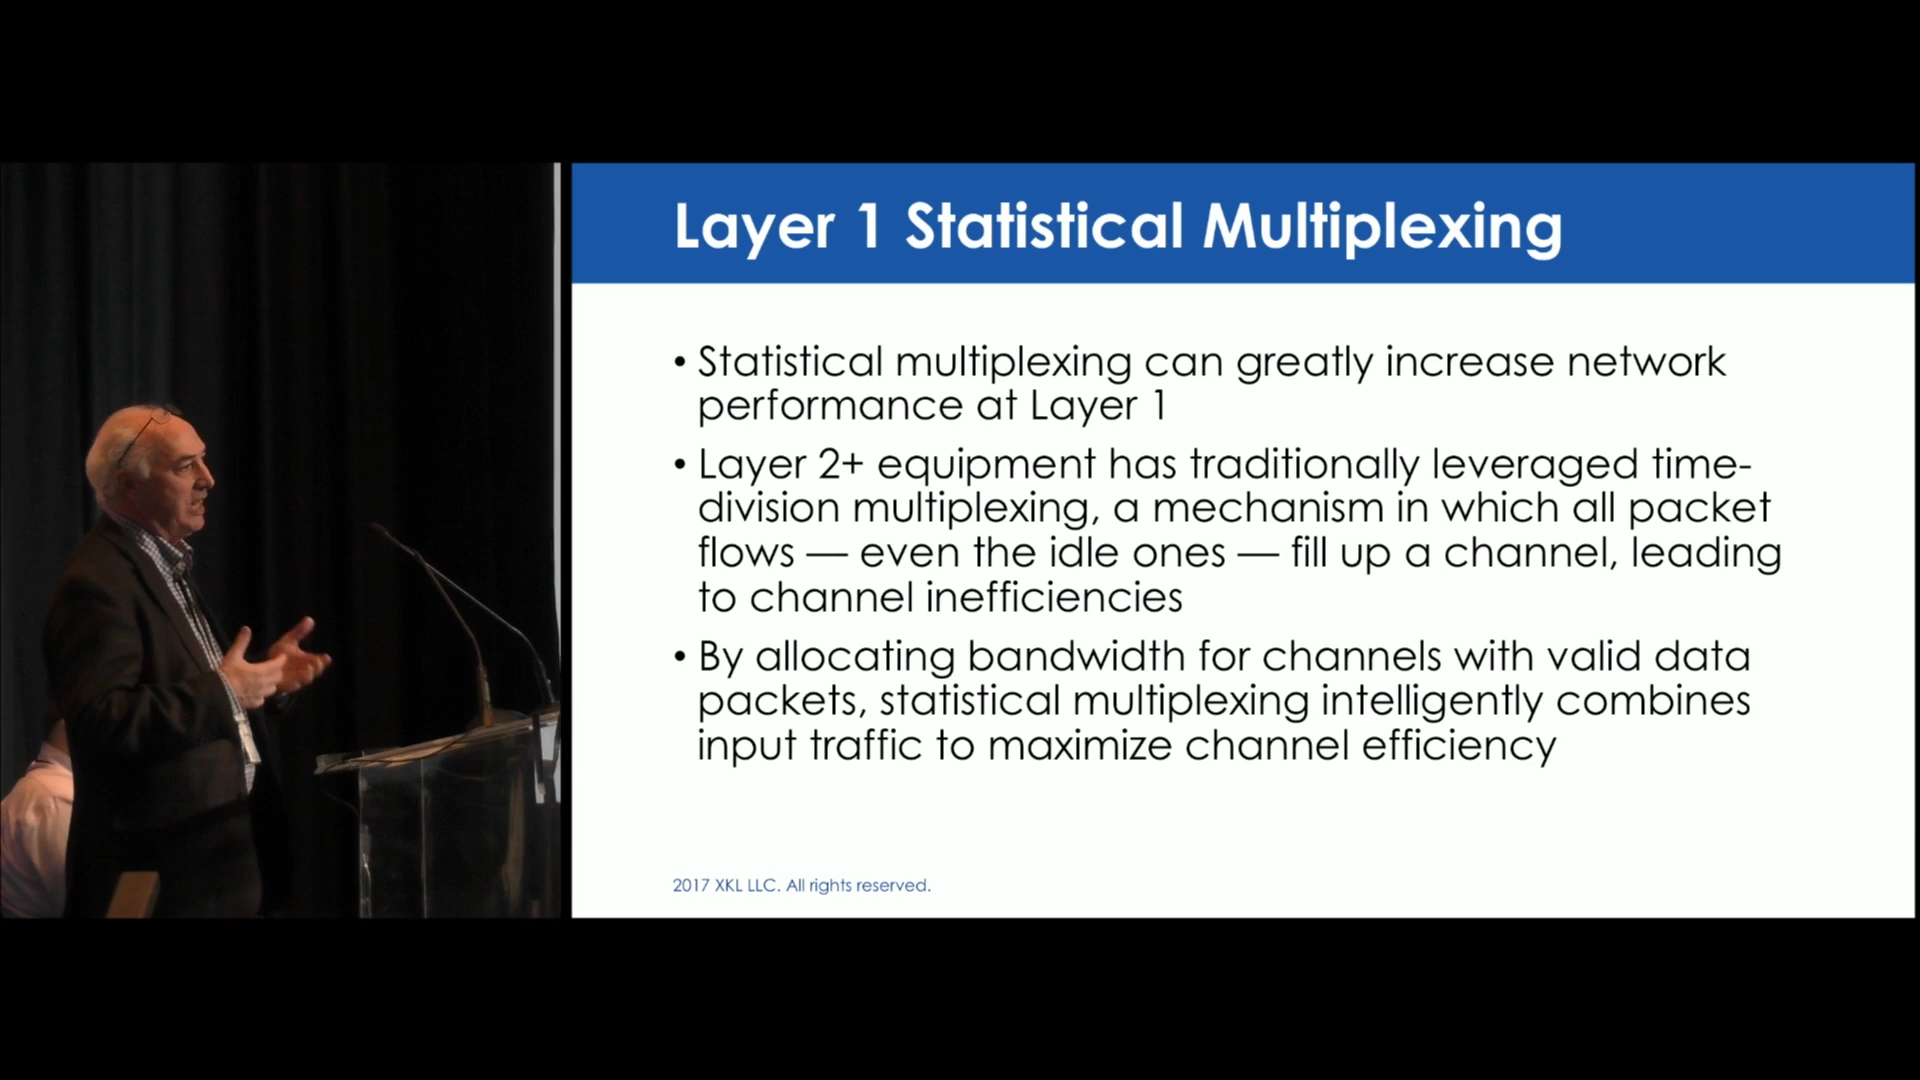 Layer 1 Statistical Multiplexing
• Statistical multiplexing can greatly increase network
performance at Layer 1
• Layer 2+ equipment has traditionally leveraged time-
division multiplexing, a mechanism in which all packet
flows — even the idle ones — fill up a channel, leading
to channel inefficiencies
• By allocating bandwidth for channels with valid data
packets, statistical multiplexing intelligently combines
input traffic to maximize channel efficiency
2017 XKL LLC. All rights reserved.